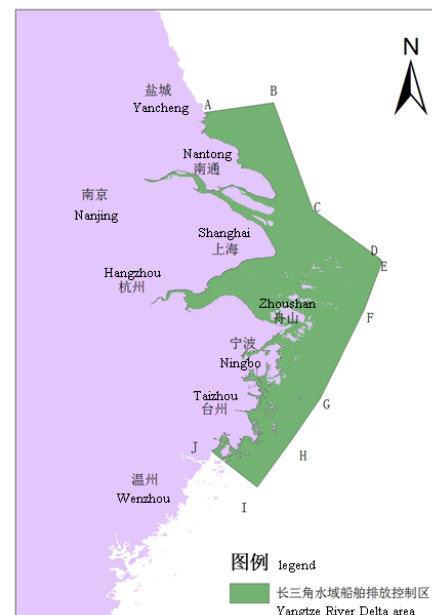 N
盐城
Yancheng
A
B
Nantong
南通
南京
Nanjing
C
Shanghai
上海
D
E
Hangzhou
杭州
Zhoushan
舟山
F
宁波
Ningbo
Taizhou
台州
G
J
H
温州
Wenzhou
I
图例 legend
长三角水域船舶排放控制区
Yangtze River Delta area